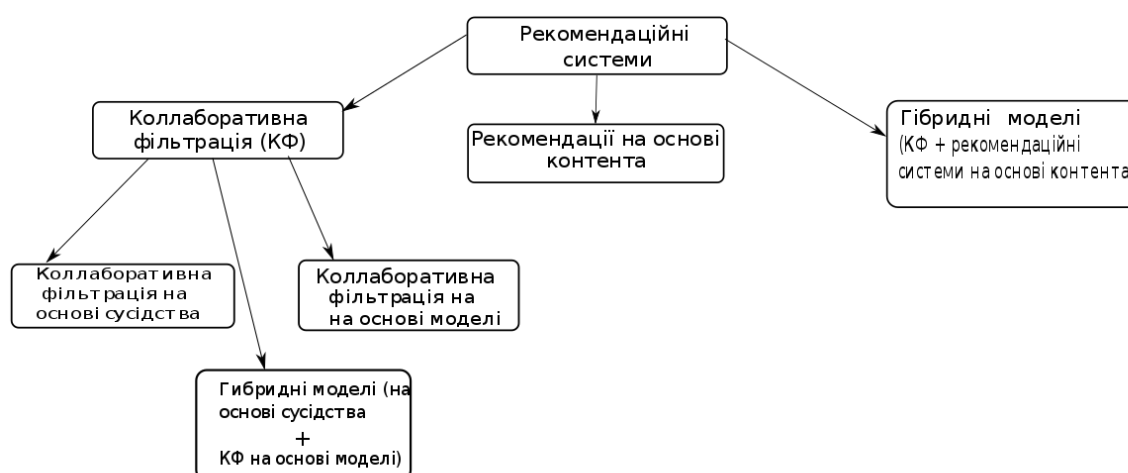 Рекомендаційні
системи
Коллаборативна
фільтрація (КФ)
Рекомендації на основі
контента
Гібридні моделі
(КФ + рекомендаційні
системи на основі контента
Коллаборативна
фільтрація на
основі сусідства
Коллаборативна
фільтрація на
на основі моделі
Гибридні моделі (на
основі сусідства
+
КФ на основі моделі)